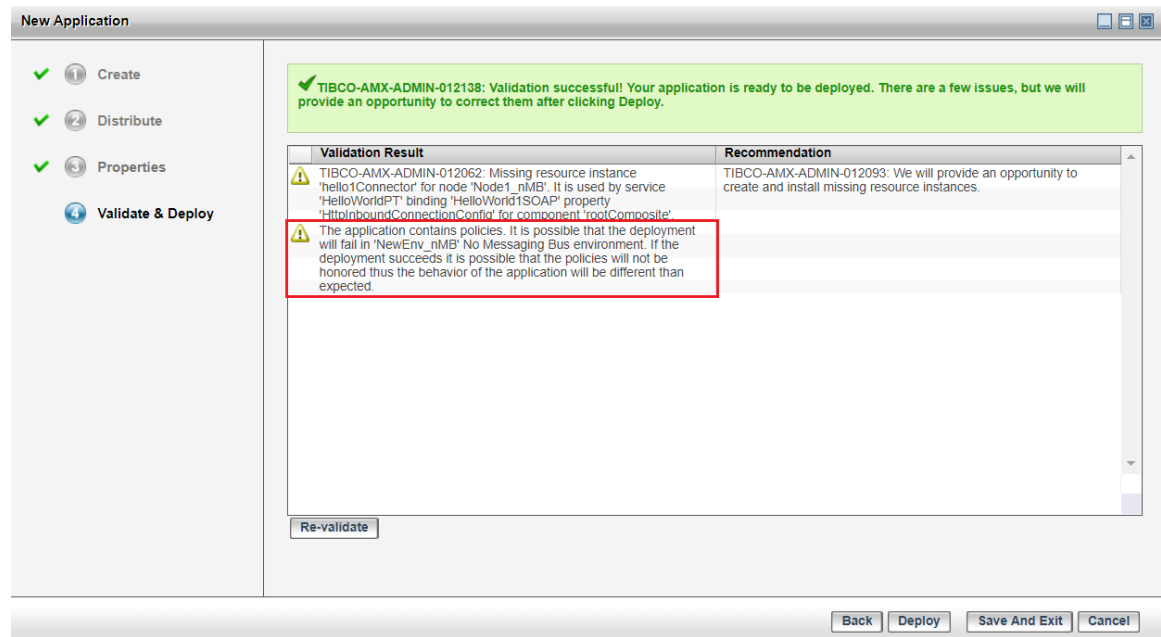 New Application
1 Create
2 Distribute
3 Properties
4 Validate & Deploy
TIBCO-AMX-ADMIN-012138: Validation successful! Your application is ready to be deployed. There are a few issues, but we will
provide an opportunity to correct them after clicking Deploy.
Validation Result Recommendation
TIBCO-AMX-ADMIN-012062: Missing resource instance
'hello1Connector' for node 'Node1_nMB'. It is used by service
'HelloWorldPT' binding 'HelloWorld1SOAP' property
'HttpInboundConnectionConfig' for component 'rootComposite'.
TIBCO-AMX-ADMIN-012093: We will provide an opportunity to
create and install missing resource instances.
The application contains policies. It is possible that the deployment
will fail in 'NewEnv_nMB' No Messaging Bus environment. If the
deployment succeeds it is possible that the policies will not be
honored thus the behavior of the application will be different than
expected.
Re-validate
Back Deploy Save And Exit Cancel